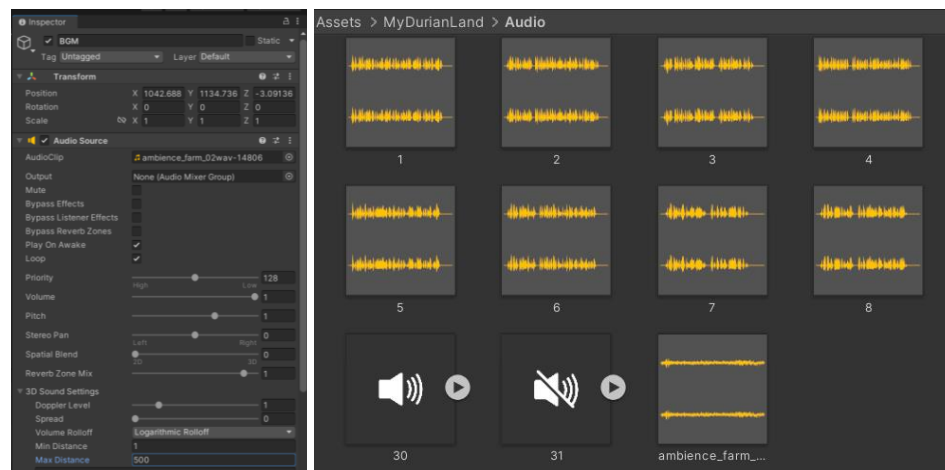 Inspector
BGM Static
Tag Untagged Layer Default
Transform
Position X 1042.688 Y 1134.736 Z -3.09136
Rotation X 0 Y 0 Z 0
Scale X 1 Y 1 Z 1
Audio Source
AudioClip ambience_farm_02wav-14806
Output None (Audio Mixer Group)
Mute
Bypass Effects
Bypass Listener Effects
Bypass Reverb Zones
Play On Awake
Loop
Priority 128
High Low
Volume 1
Pitch 1
Stereo Pan 0
Left Right
Spatial Blend 0
2D 3D
Reverb Zone Mix 1
3D Sound Settings
Doppler Level 1
Spread 0
Volume Rolloff Logarithmic Rolloff
Min Distance 1
Max Distance 500
Assets > MyDurianLand > Audio
1 2 3 4
5 6 7 8
30 31 ambience_farm_...